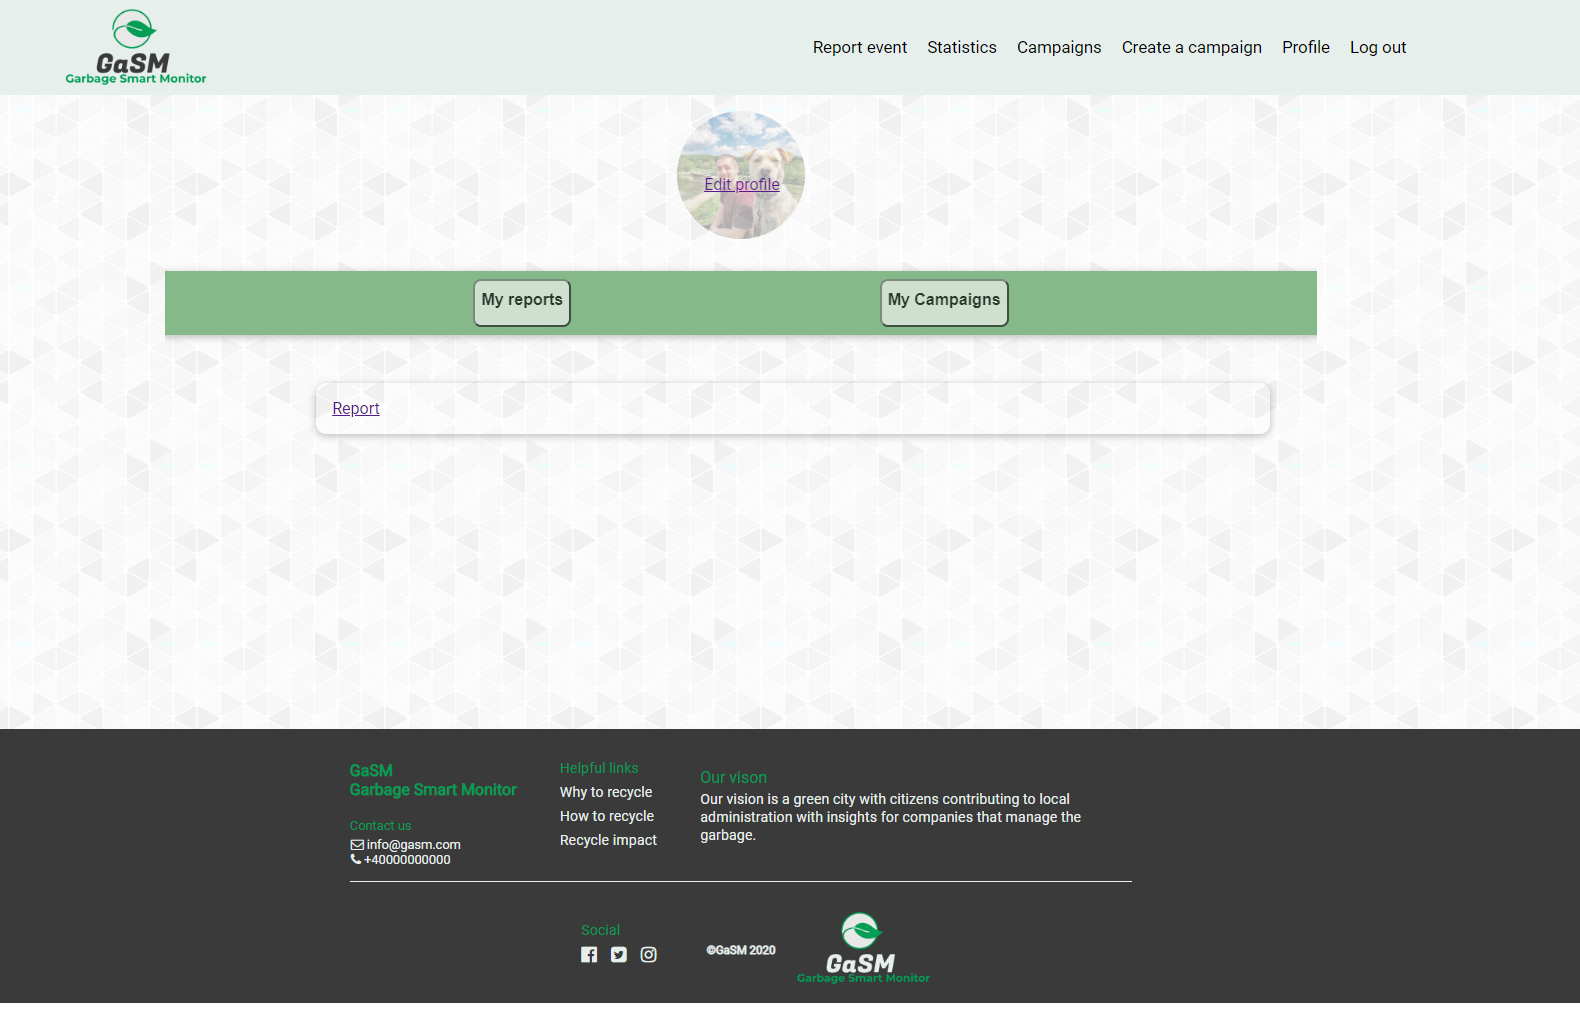 GaSM
Garbage Smart Monitor
Report event Statistics Campaigns Create a campaign Profile Log out
Edit profile
My reports
My Campaigns
Report
GaSM
Garbage Smart Monitor
Contact us
info@gasm.com
+40000000000
Helpful links
Why to recycle
How to recycle
Recycle impact
Our vison
Our vision is a green city with citizens contributing to local
administration with insights for companies that manage the
garbage.
Social
©GaSM 2020
GaSM
Garbage Smart Monitor